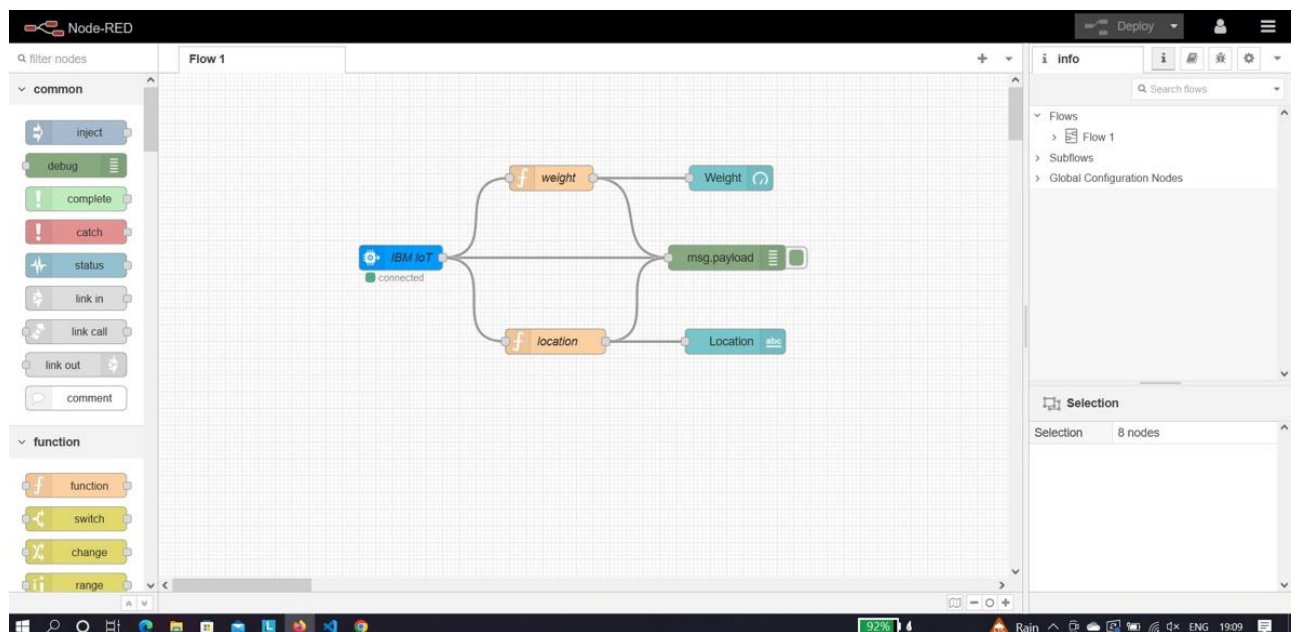 Node-RED
Deploy
filter nodes
Flow 1
info
i
Search flows
common
inject
debug
complete
catch
status
link in
link call
link out
comment
function
function
switch
change
range
weight
Weight
IBM IoT
connected
msg.payload
location
Location
abc
Flows
Flow 1
Subflows
Global Configuration Nodes
Selection
Selection 8 nodes
92%
Rain
ENG 19:09